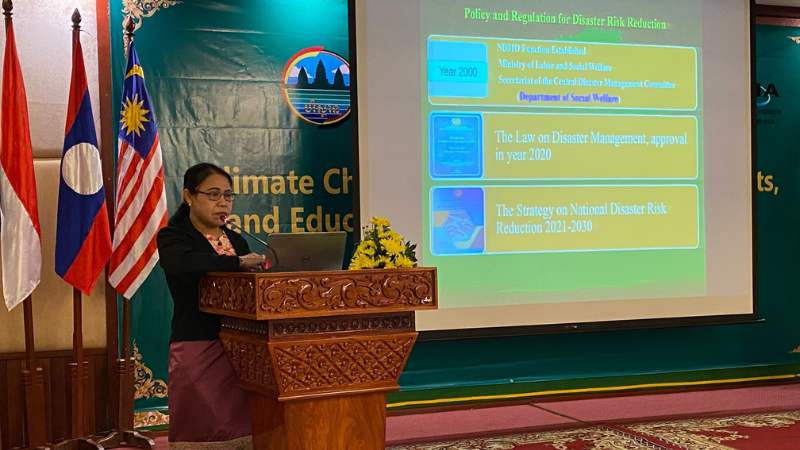 Policy and Regulation for Disaster Risk Reduction
Year 2000
NDMO Function Established:
Ministry of Labor and Social Welfare
Secretariat of the Central Disaster Management Committee
Department of Social Welfare
The Law on Disaster Management, approval
in year 2020
The Strategy on National Disaster Risk
Reduction 2021-2030
limate Ch
and Educ
ts,
A